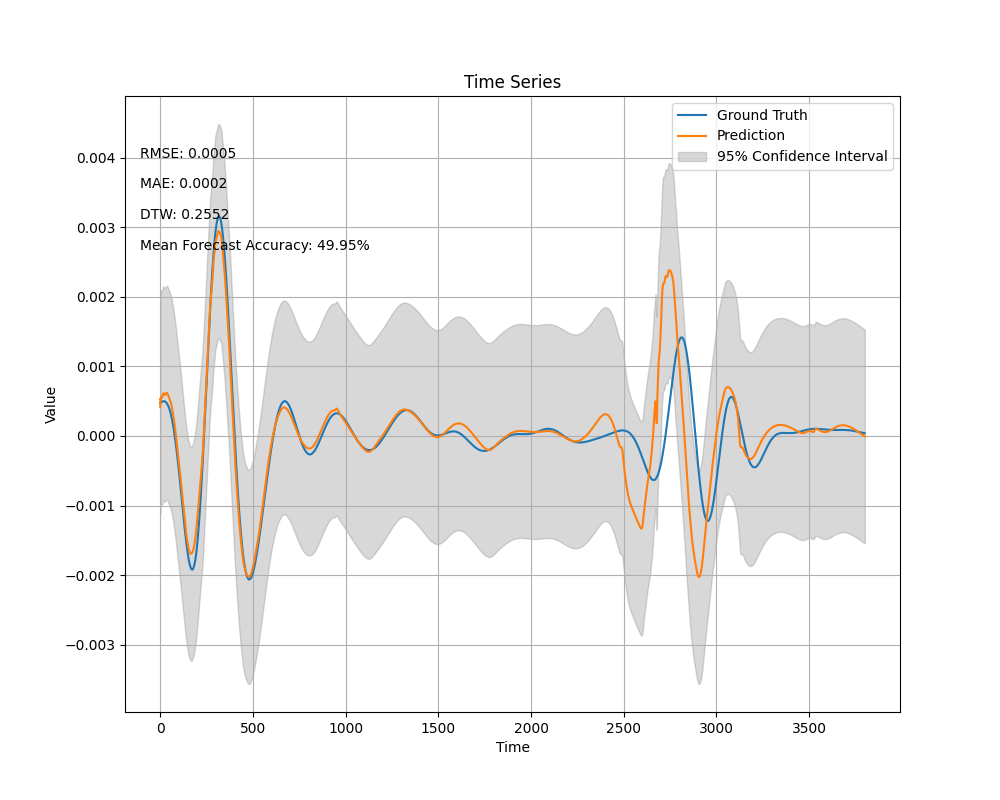 Time Series
Ground Truth
Prediction
95% Confidence Interval
RMSE: 0.0005
MAE: 0.0002
DTW: 0.2552
Mean Forecast Accuracy: 49.95%
0.004
0.003
0.002
0.001
0.000
−0.001
−0.002
−0.003
Value
0 500 1000 1500 2000 2500 3000 3500
Time